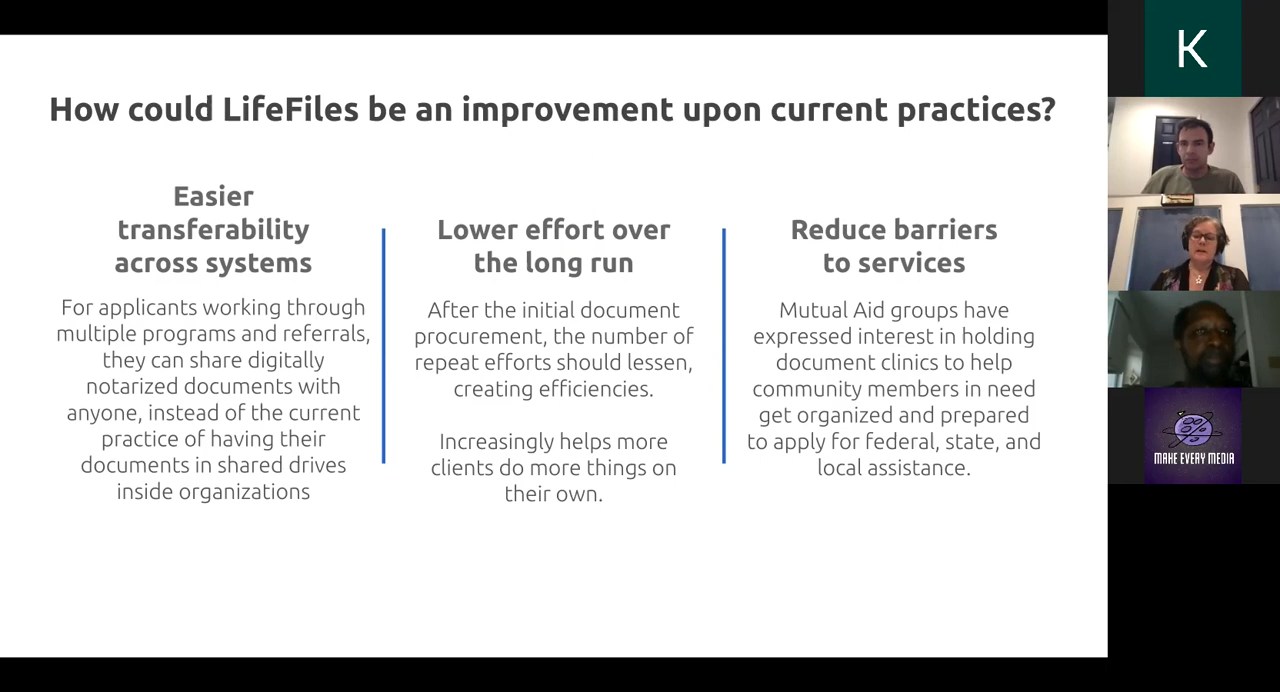 How could LifeFiles be an improvement upon current practices?
Easier
transferability
across systems
For applicants working through
multiple programs and referrals,
they can share digitally
notarized documents with
anyone, instead of the current
practice of having their
documents in shared drives
inside organizations
Lower effort over
the long run
After the initial document
procurement, the number of
repeat efforts should lessen,
creating efficiencies.
Increasingly helps more
clients do more things on
their own.
Reduce barriers
to services
Mutual Aid groups have
expressed interest in holding
document clinics to help
community members in need
get organized and prepared
to apply for federal, state, and
local assistance.
K
MAKE EVERY MEDIA